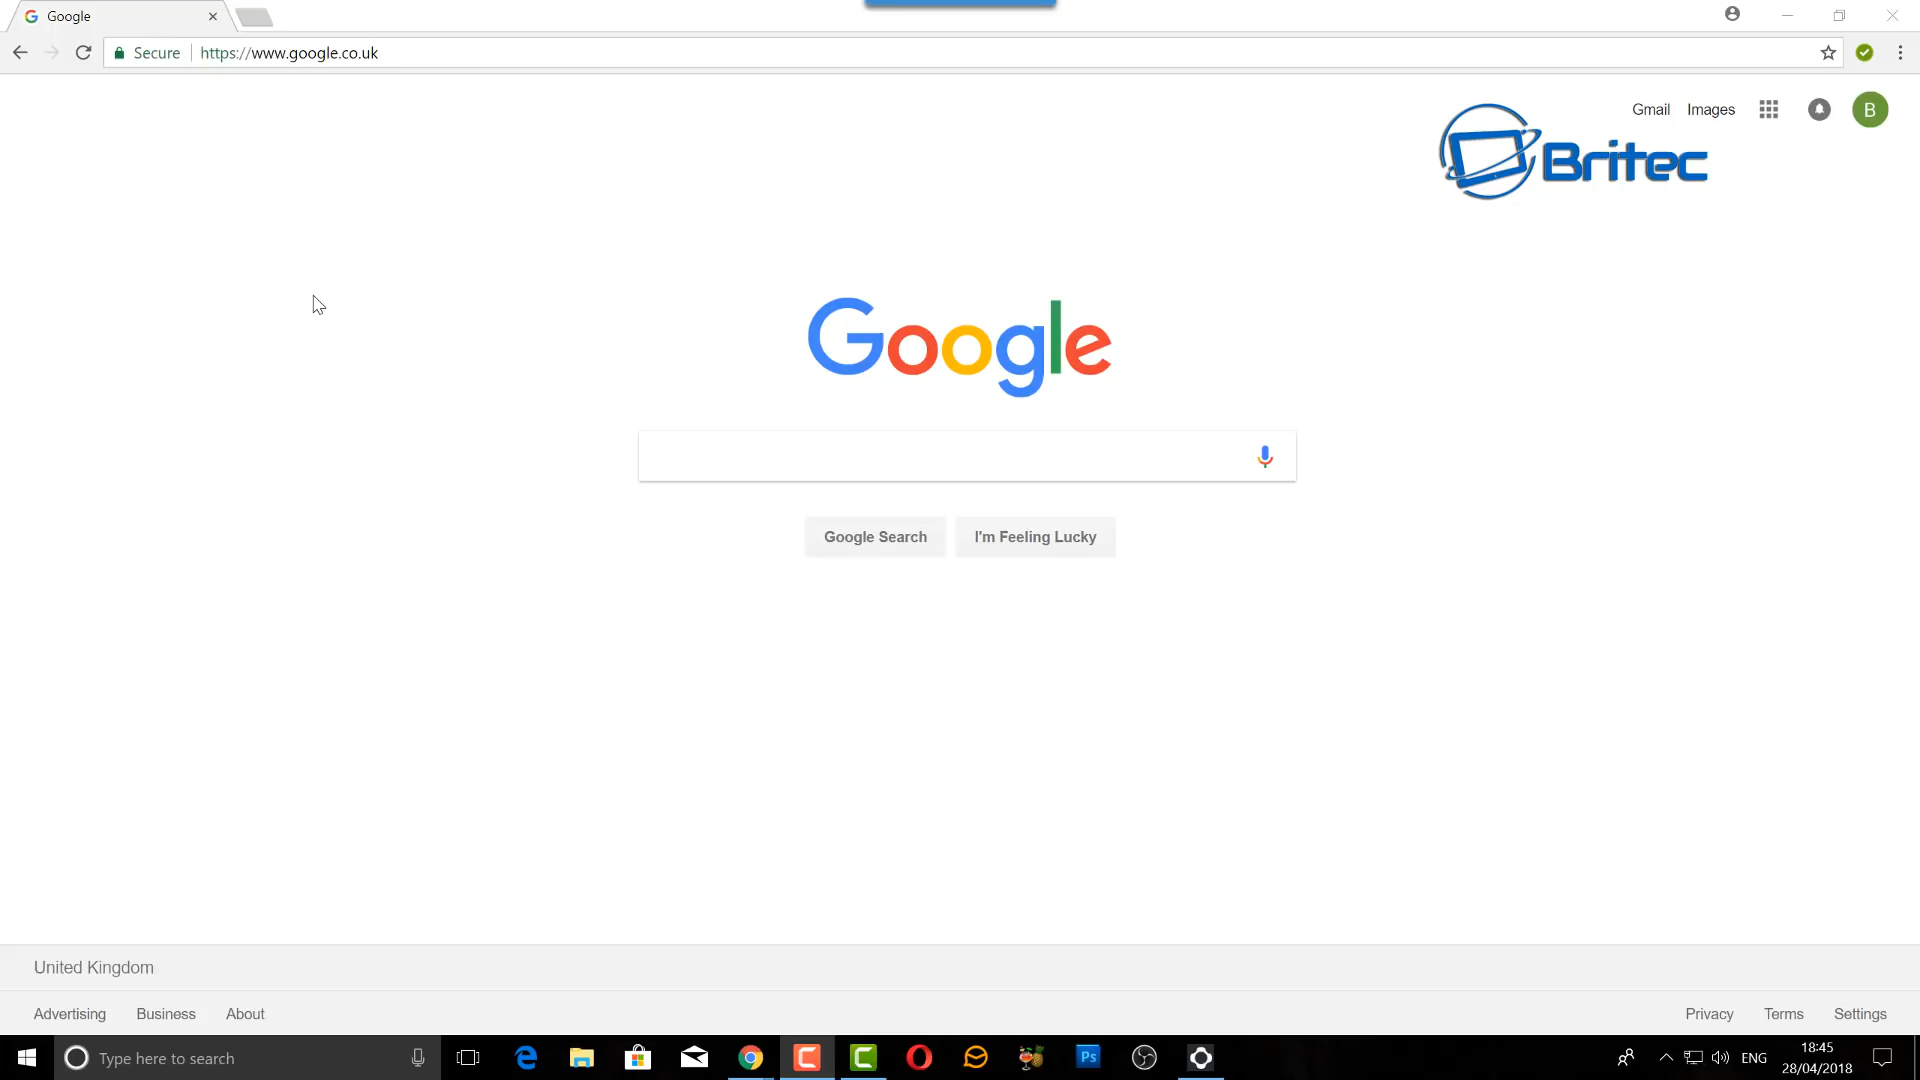 Google
Secure
https://www.google.co.uk
Gmail
Images
B
Britec
Google
Google Search
I'm Feeling Lucky
United Kingdom
Advertising
Business
About
Privacy
Terms
Settings
Type here to search
Ps
ENG
18:45
28/04/2018